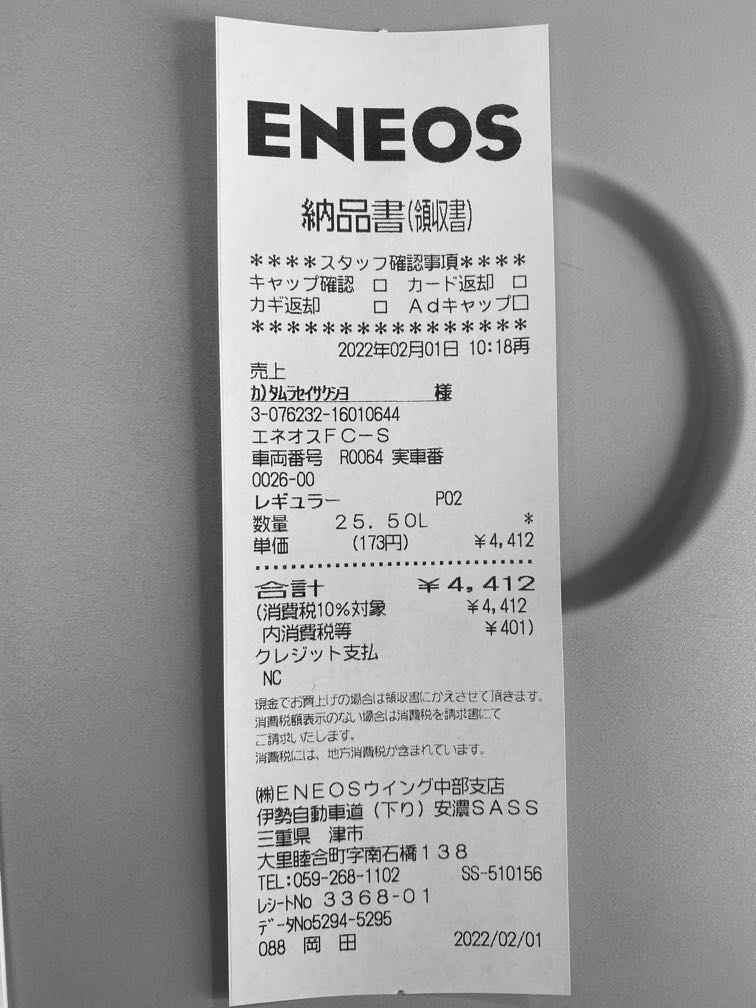 ENEOS
納品書(領収書)
****スタッフ確認事項****
キャップ確認 □ カード返却 □
カギ返却 □ Adキャップ□
****************
2022年02月01日 10:18再
売上
カ)タムラセイサクシヨ 様
3-076232-16010644
エネオスFC-S
車両番号 R0064 実車番
0026-00
レギュラー P02
数量 25.50L *
単価 (173円) ¥4,412
合計 ¥4,412
(消費税10%対象 ¥4,412
内消費税等 ¥401)
クレジット支払
NC
現金でお買上げの場合は領収書にかえさせて頂きます。
消費税額表示のない場合は消費税を請求書にて
ご請求いたします。
消費税には、地方消費税が含まれています。
㈱ENEOSウイング中部支店
伊勢自動車道(下り)安濃SASS
三重県 津市
大里睦合町字南石橋138
TEL:059-268-1102 SS-510156
レシートNo 3368-01
データNo5294-5295
088 岡田 2022/02/01